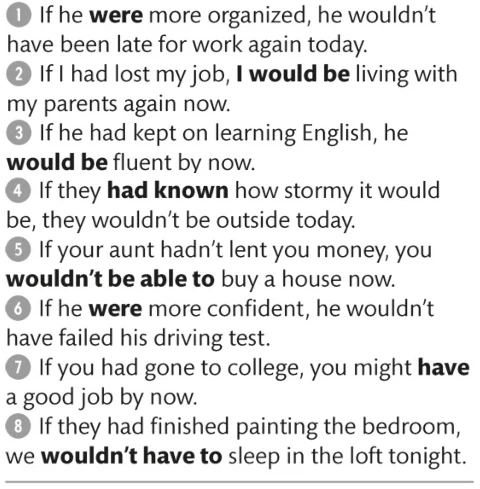 1 If he were more organized, he wouldn't
have been late for work again today.
2 If I had lost my job, I would be living with
my parents again now.
3 If he had kept on learning English, he
would be fluent by now.
4 If they had known how stormy it would
be, they wouldn't be outside today.
5 If your aunt hadn't lent you money, you
wouldn't be able to buy a house now.
6 If he were more confident, he wouldn't
have failed his driving test.
7 If you had gone to college, you might have
a good job by now.
8 If they had finished painting the bedroom,
we wouldn't have to sleep in the loft tonight.